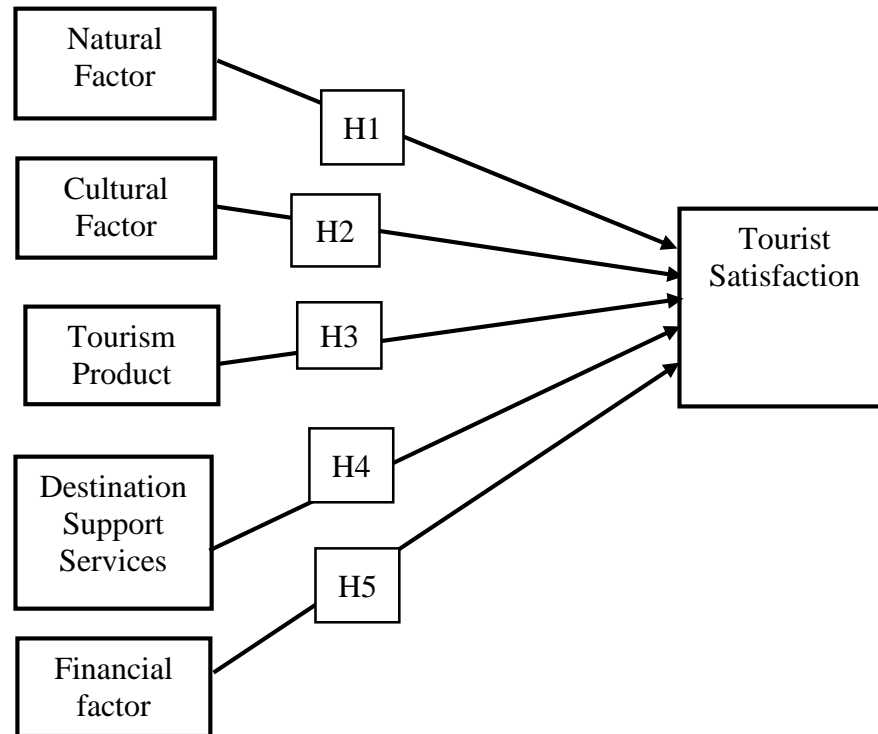 Natural
Factor
H1
Cultural
Factor
H2
Tourist
Satisfaction
Tourism
Product
H3
Destination
Support
Services
H4
H5
Financial
factor